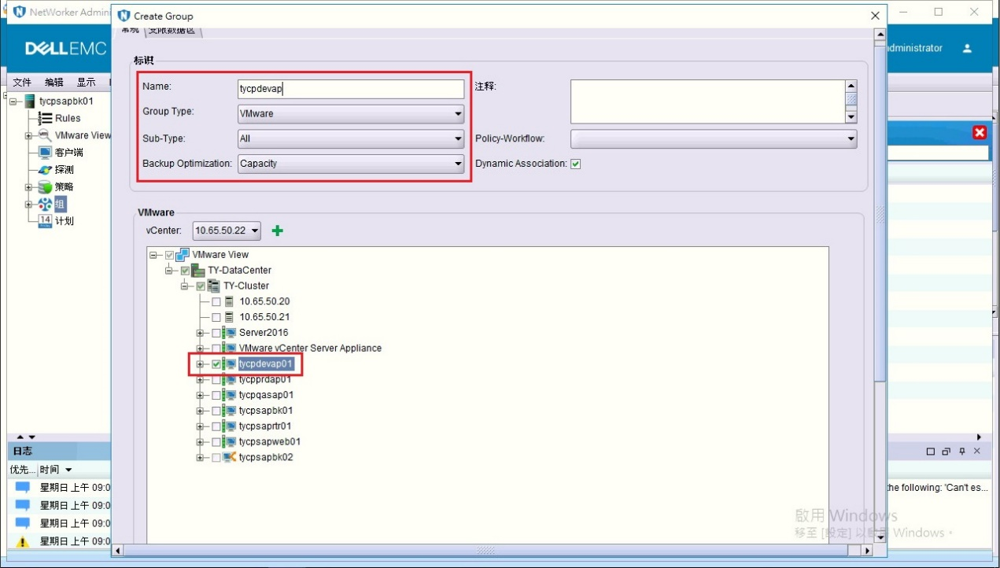 NetWorker Admini
Create Group
DELLEMC
dministrator
文件 编辑 显示
tycpsapbk01
Rules
VMware View
客户端
探测
策略
组
14 计划
常规 受限数据区
标识
Name: tycpdevap
注释:
Group Type: VMware
Sub-Type: All
Policy-Workflow:
Backup Optimization: Capacity
Dynamic Association:
VMware
vCenter: 10.65.50.22
VMware View
TY-DataCenter
TY-Cluster
10.65.50.20
10.65.50.21
Server2016
VMware vCenter Server Appliance
tycpdevap01
tycpprdap01
tycpqasap01
tycpsapbk01
tycpsaprtr01
tycpsapweb01
tycpsapbk02
日志
优先... 时间
星期日 上午 09:0
the following: 'Can't es...
星期日 上午 09:0
星期日 上午 09:0
星期日 上午 09:0
啟用 Windows
移至 [設定] 以啟用 Windows。